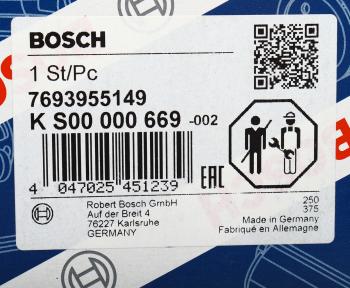 BOSCH
1 St/Pc
7693955149
K S00 000 669 -002
4 047025 451239
EAC
Robert Bosch GmbH
Auf der Breit 4
76227 Karlsruhe
GERMANY
250
375
Made in Germany
Fabriqué en Allemagne